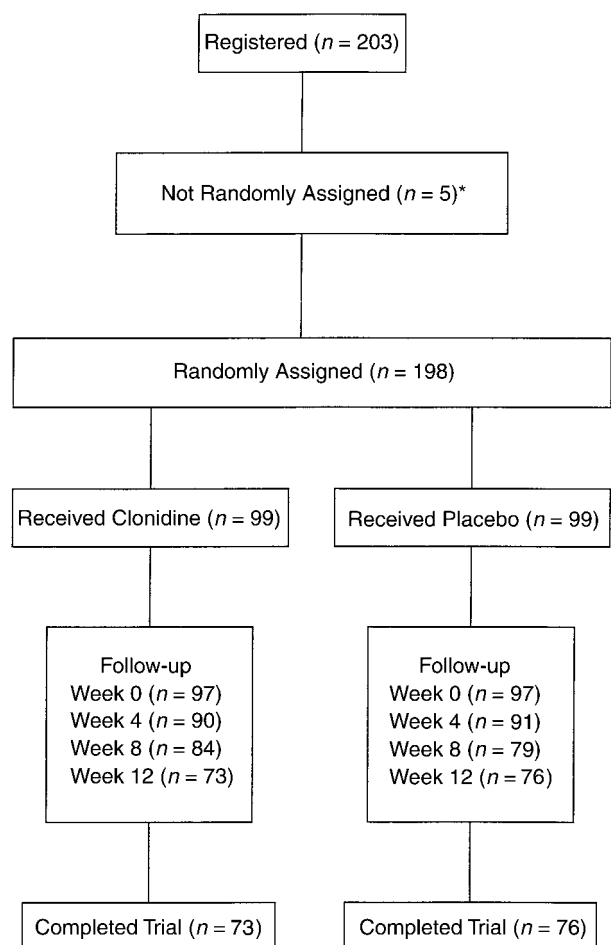 Registered (n = 203)
Not Randomly Assigned (n = 5)*
Randomly Assigned (n = 198)
Received Clonidine (n = 99)
Received Placebo (n = 99)
Follow-up
Week 0 (n = 97)
Week 4 (n = 90)
Week 8 (n = 84)
Week 12 (n = 73)
Follow-up
Week 0 (n = 97)
Week 4 (n = 91)
Week 8 (n = 79)
Week 12 (n = 76)
Completed Trial (n = 73)
Completed Trial (n = 76)